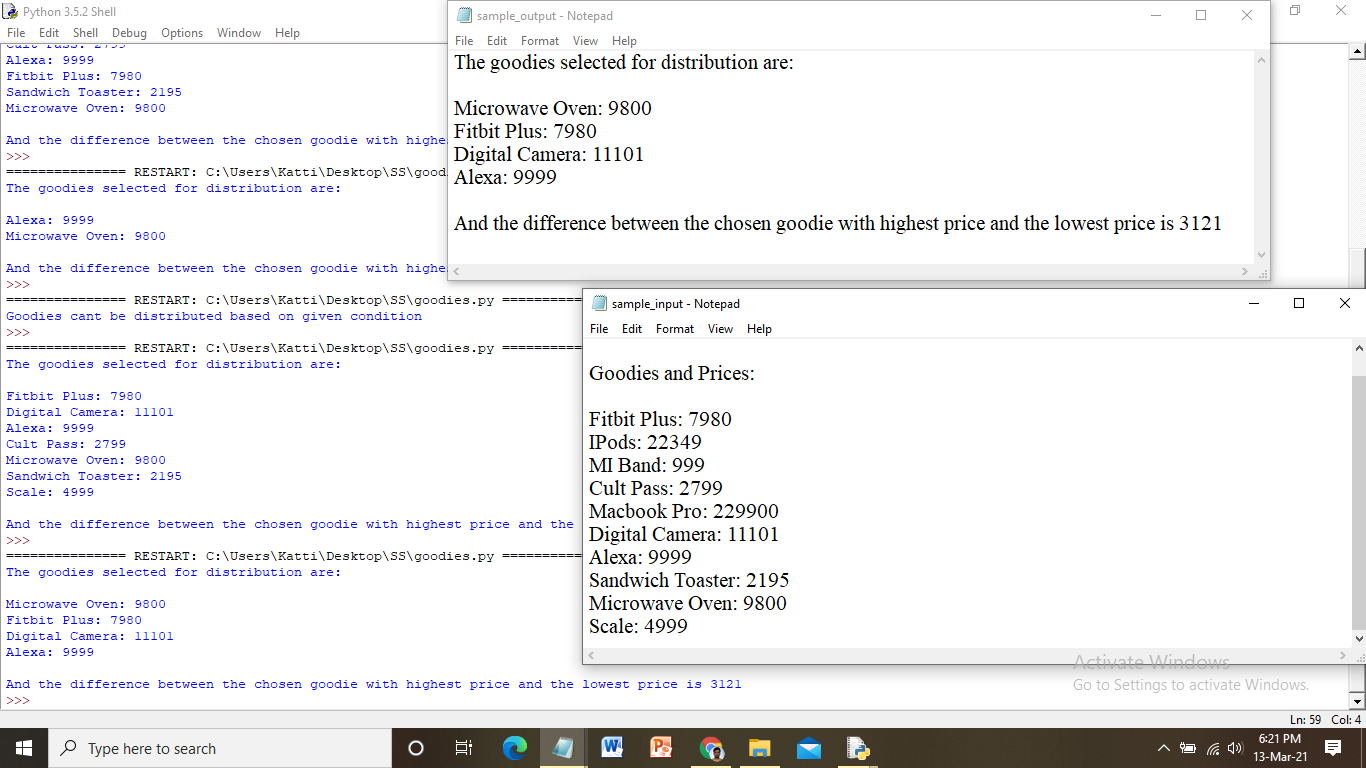 Python 3.5.2 Shell
File Edit Shell Debug Options Window Help
Alexa: 9999
Fitbit Plus: 7980
Sandwich Toaster: 2195
Microwave Oven: 9800
And the difference between the chosen goodie with highe
>>>
=============== RESTART: C:\Users\Katti\Desktop\SS\good
The goodies selected for distribution are:
Alexa: 9999
Microwave Oven: 9800
And the difference between the chosen goodie with highe
>>>
=============== RESTART: C:\Users\Katti\Desktop\SS\goodies.py ==========
Goodies cant be distributed based on given condition
>>>
=============== RESTART: C:\Users\Katti\Desktop\SS\goodies.py ==========
The goodies selected for distribution are:
Fitbit Plus: 7980
Digital Camera: 11101
Alexa: 9999
Cult Pass: 2799
Microwave Oven: 9800
Sandwich Toaster: 2195
Scale: 4999
And the difference between the chosen goodie with highest price and the
>>>
=============== RESTART: C:\Users\Katti\Desktop\SS\goodies.py ==========
The goodies selected for distribution are:
Microwave Oven: 9800
Fitbit Plus: 7980
Digital Camera: 11101
Alexa: 9999
And the difference between the chosen goodie with highest price and the lowest price is 3121
>>>
sample_output - Notepad
File Edit Format View Help
The goodies selected for distribution are:
Microwave Oven: 9800
Fitbit Plus: 7980
Digital Camera: 11101
Alexa: 9999
And the difference between the chosen goodie with highest price and the lowest price is 3121
sample_input - Notepad
File Edit Format View Help
Goodies and Prices:
Fitbit Plus: 7980
IPods: 22349
MI Band: 999
Cult Pass: 2799
Macbook Pro: 229900
Digital Camera: 11101
Alexa: 9999
Sandwich Toaster: 2195
Microwave Oven: 9800
Scale: 4999
Activate Windows
Go to Settings to activate Windows.
Ln: 59 Col: 4
Type here to search
6:21 PM
13-Mar-21